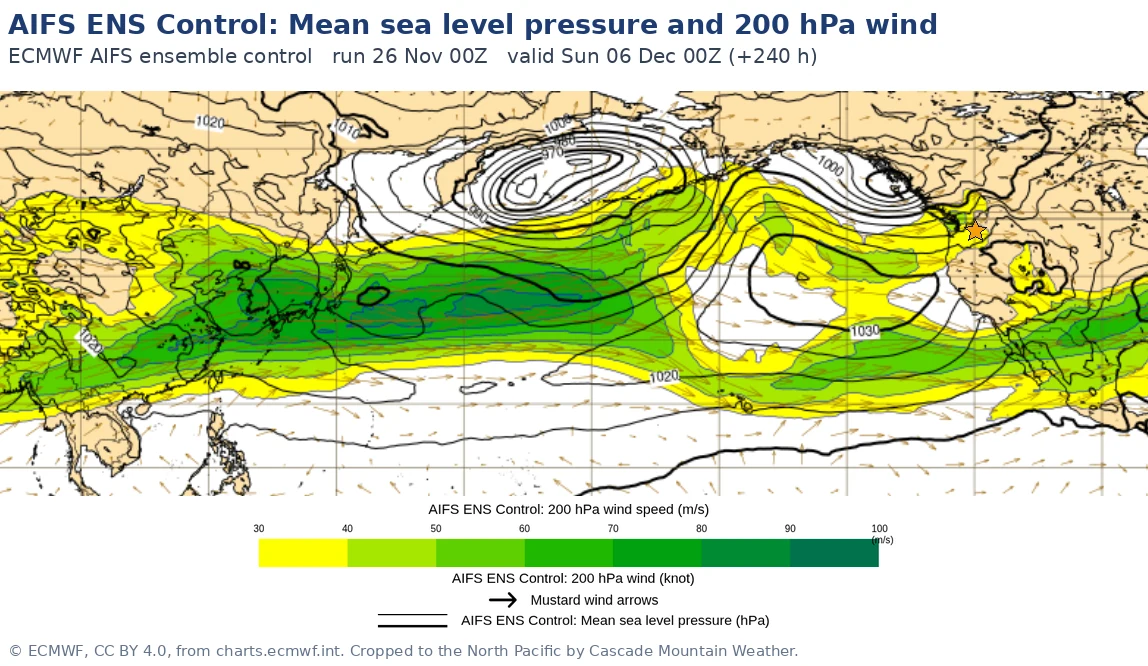 AIFS ENS Control: Mean sea level pressure and 200 hPa wind
ECMWF AIFS ensemble control   run 26 Nov 00Z   valid Sun 06 Dec 00Z (+240 h)
1020
1010
1000
980
970
990
1000
1020
1030
1020
AIFS ENS Control: 200 hPa wind speed (m/s)
30 40 50 60 70 80 90 100
(m/s)
AIFS ENS Control: 200 hPa wind (knot)
Mustard wind arrows
AIFS ENS Control: Mean sea level pressure (hPa)
© ECMWF, CC BY 4.0, from charts.ecmwf.int. Cropped to the North Pacific by Cascade Mountain Weather.